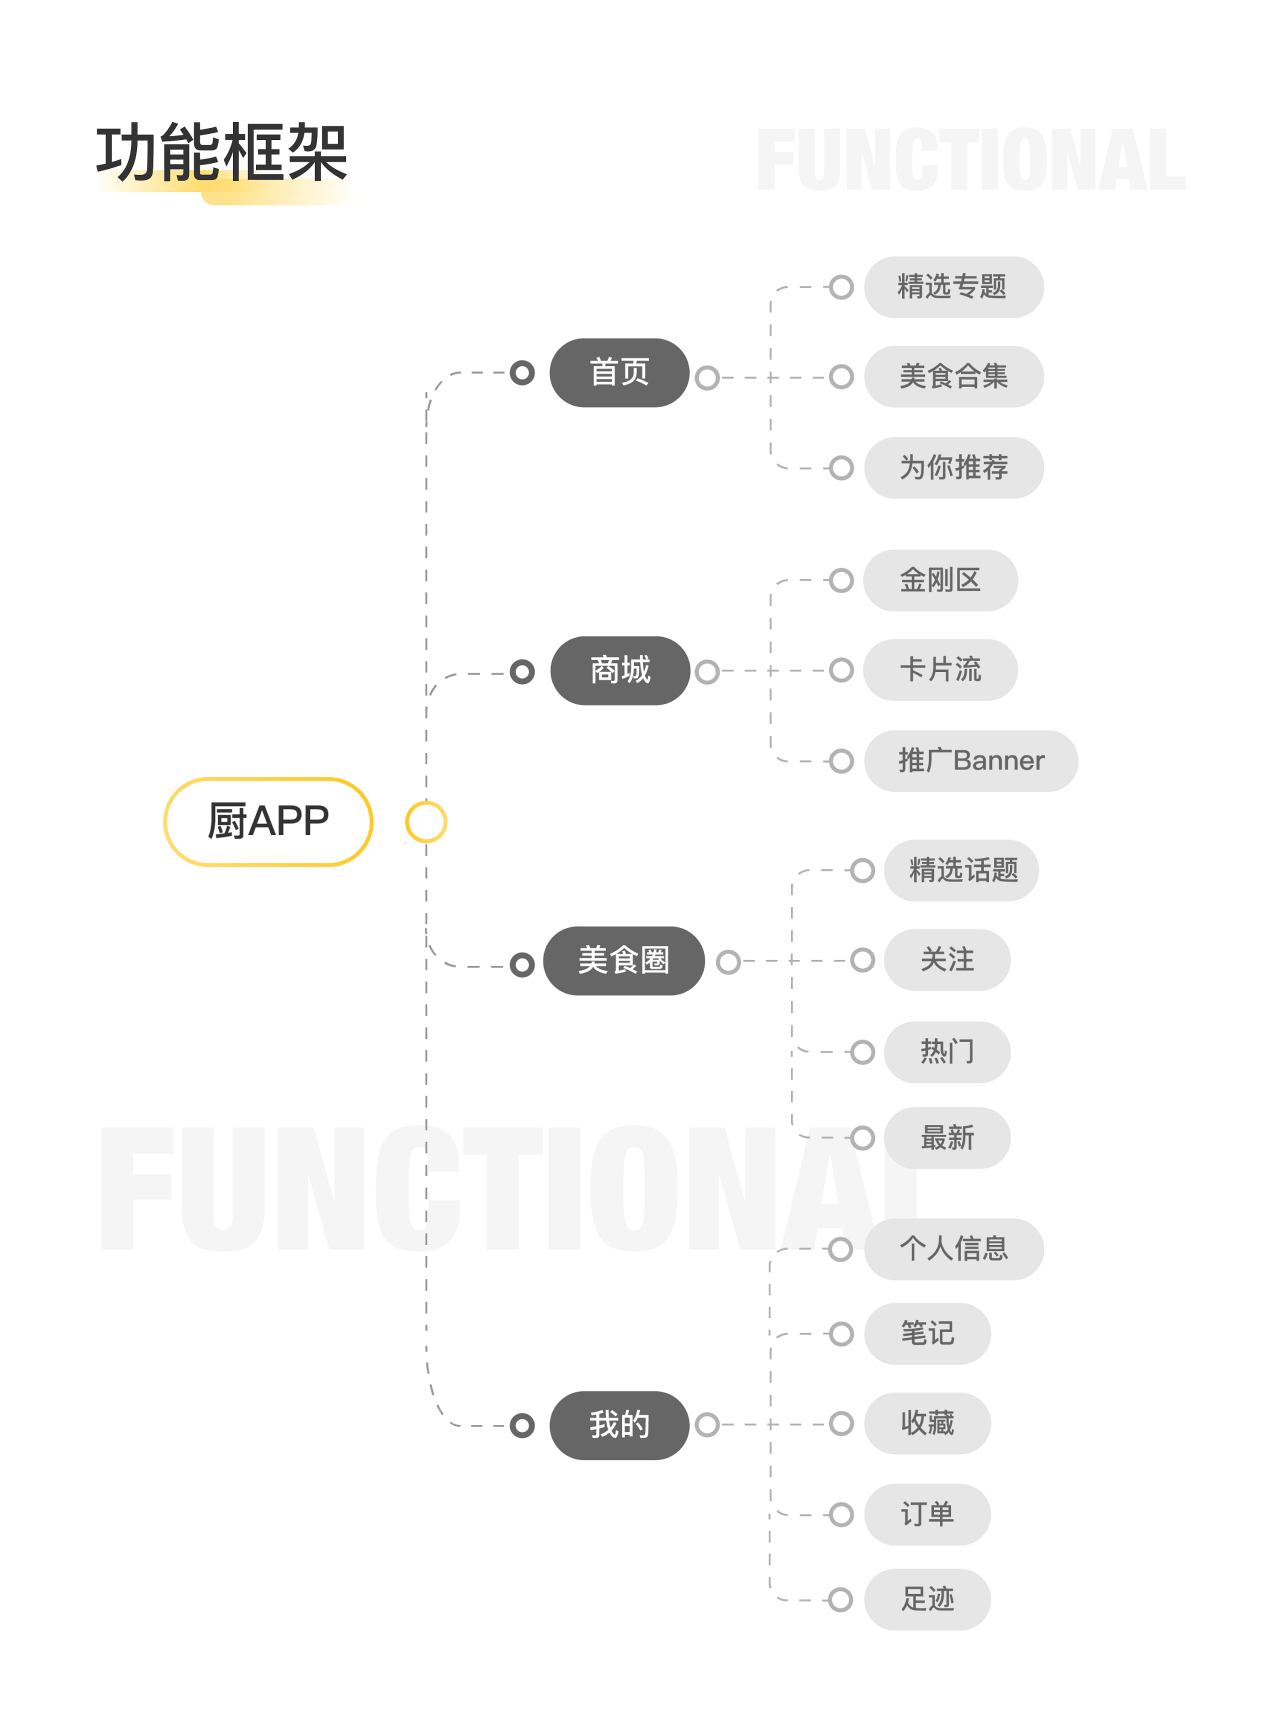 功能框架
FUNCTIONAL
厨APP
首页
精选专题
美食合集
为你推荐
商城
金刚区
卡片流
推广Banner
美食圈
精选话题
关注
热门
最新
FUNCTIONAL
我的
个人信息
笔记
收藏
订单
足迹